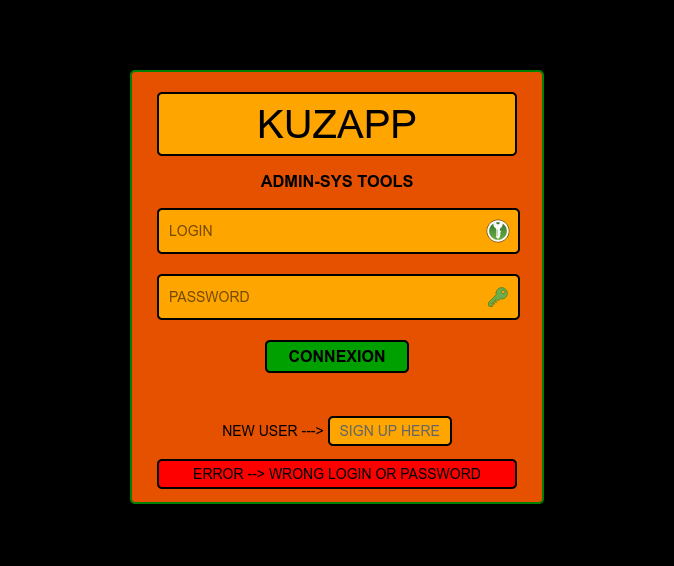 KUZAPP
ADMIN-SYS TOOLS
LOGIN
PASSWORD
CONNEXION
NEW USER ---> SIGN UP HERE
ERROR --> WRONG LOGIN OR PASSWORD